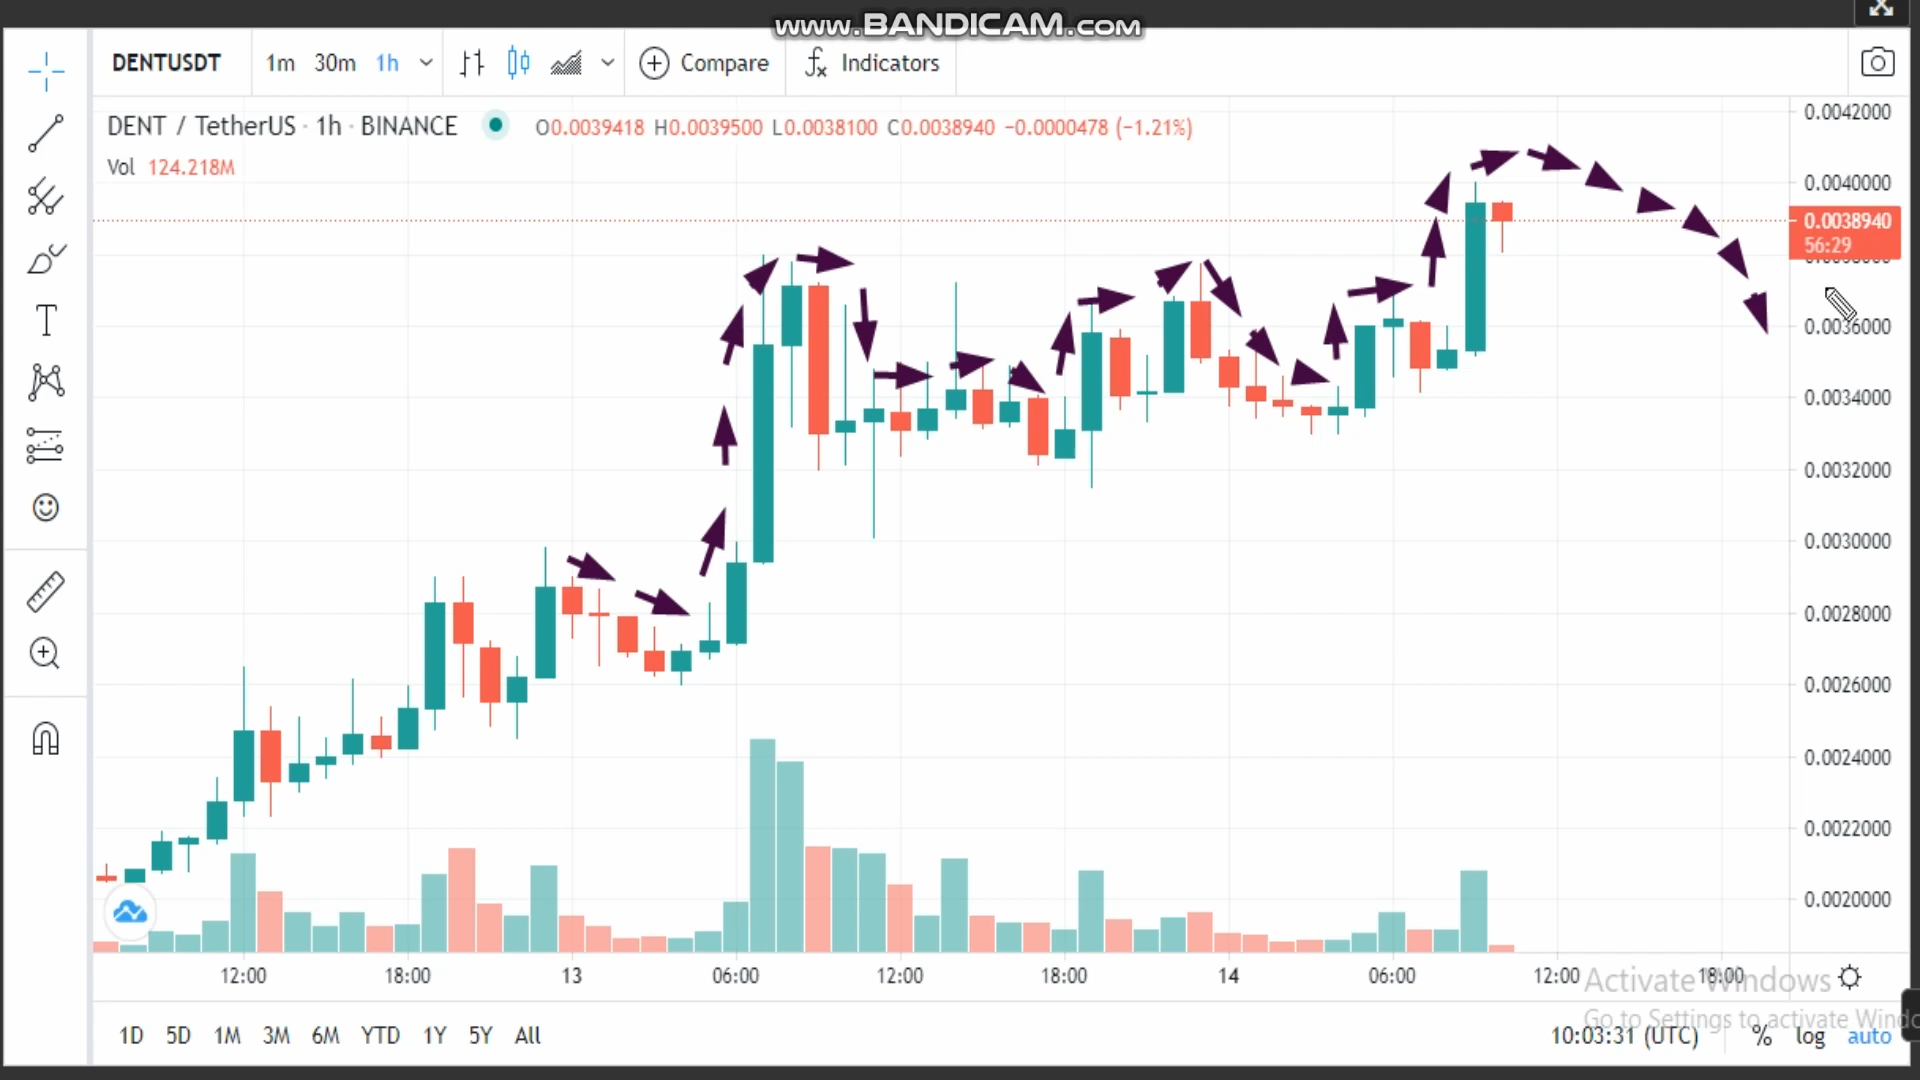 www.BANDICAM.com
DENTUSDT 1m 30m 1h Compare fx Indicators
DENT / TetherUS · 1h · BINANCE O0.0039418 H0.0039500 L0.0038100 C0.0038940 −0.0000478 (−1.21%)
Vol 124.218M
0.0042000
0.0040000
0.0038940
56:29
0.0036000
0.0034000
0.0032000
0.0030000
0.0028000
0.0026000
0.0024000
0.0022000
0.0020000
12:00 18:00 13 06:00 12:00 18:00 14 06:00 12:00 18:00
Activate Windows
Go to Settings to activate Windo
1D 5D 1M 3M 6M YTD 1Y 5Y All 10:03:31 (UTC) % log auto